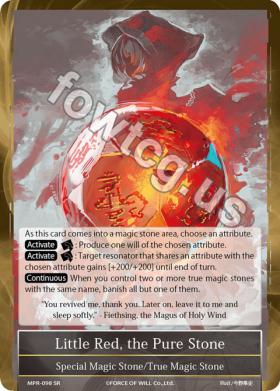 fowtcg.us
As this card comes into a magic stone area, choose an attribute.
Activate : Produce one will of the chosen attribute.
Activate : Target resonator that shares an attribute with the
chosen attribute gains [+200/+200] until end of turn.
Continuous When you control two or more true magic stones
with the same name, banish all but one of them.
"You revived me, thank you. Later on, leave it to me and
sleep well." - Fiethsing, the Magus of Holy Wind
Little Red, the Pure Stone
Special Magic Stone/True Magic Stone
MPR-098 SR ©FORCE OF WILL Co.,Ltd.